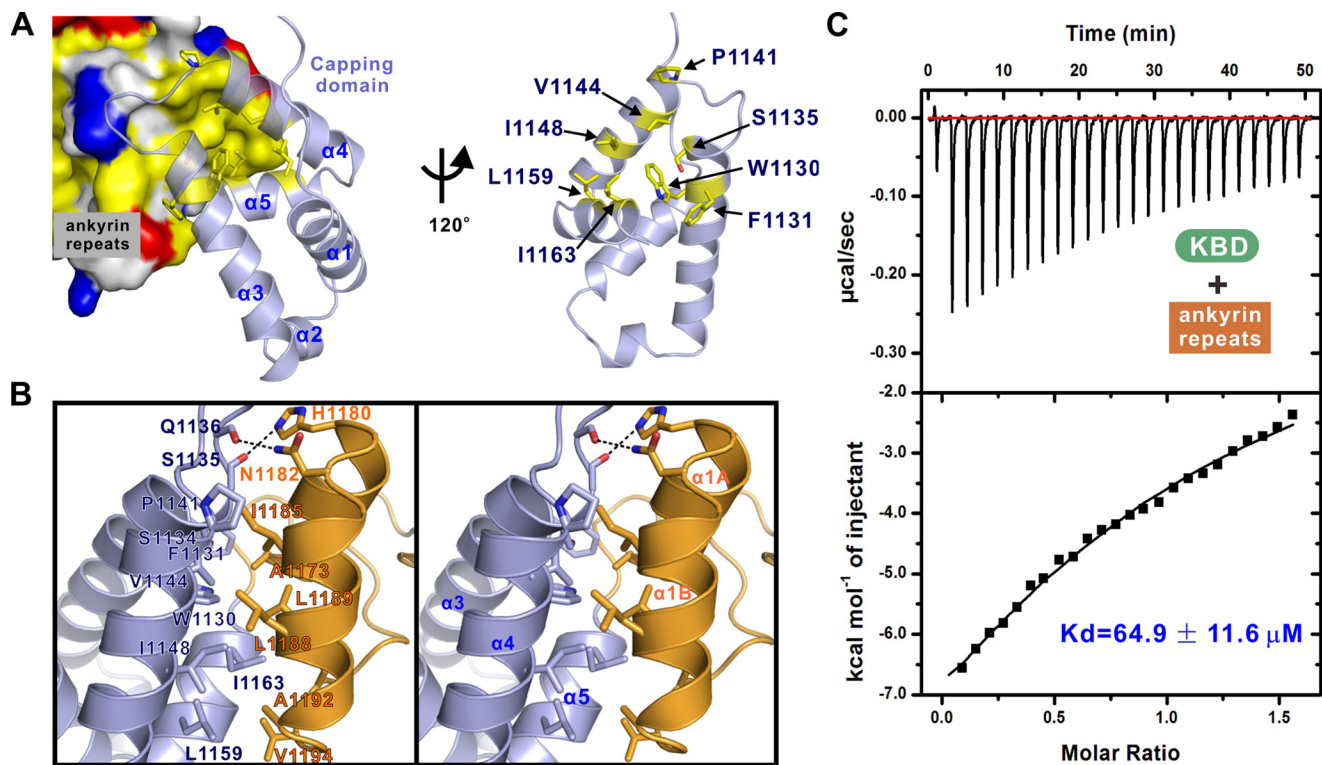 A
Capping
domain
α4
α5
α1
α3
α2
ankyrin
repeats
120°
P1141
V1144
S1135
I1148
W1130
L1159
F1131
I1163
B
H1180
Q1136
S1135
N1182
P1141
I1185
S1134
F1131
A1173
V1144
L1189
W1130
L1188
I1148
I1163
A1192
L1159
V1194
α1A
α1B
α3
α4
α5
C
Time (min)
0 10 20 30 40 50
0.00
-0.10
-0.20
-0.30
-2.0
µcal/sec
KBD
+
ankyrin
repeats
-3.0
-4.0
-5.0
-6.0
-7.0
kcal mol⁻¹ of injectant
Kd=64.9 ± 11.6 µM
0.0 0.5 1.0 1.5
Molar Ratio